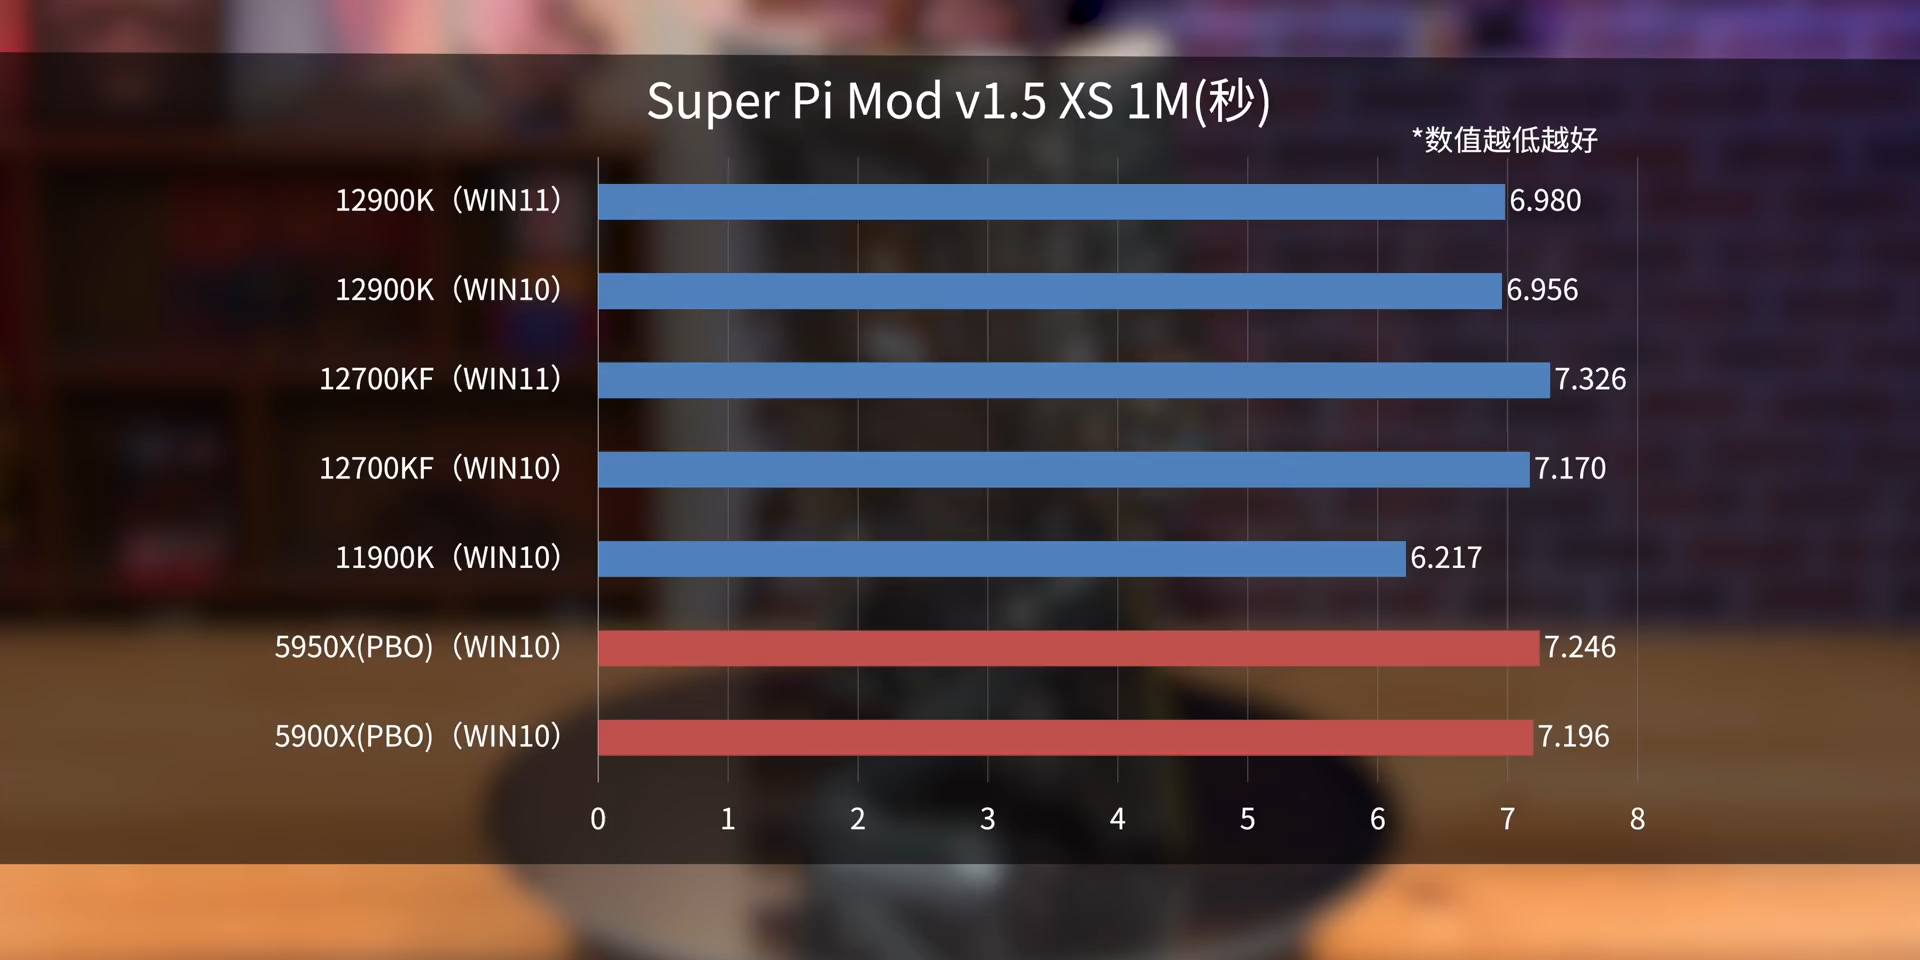 Super Pi Mod v1.5 XS 1M(秒)
*数值越低越好
12900K（WIN11） 6.980
12900K（WIN10） 6.956
12700KF（WIN11） 7.326
12700KF（WIN10） 7.170
11900K（WIN10） 6.217
5950X(PBO)（WIN10） 7.246
5900X(PBO)（WIN10） 7.196
0 1 2 3 4 5 6 7 8